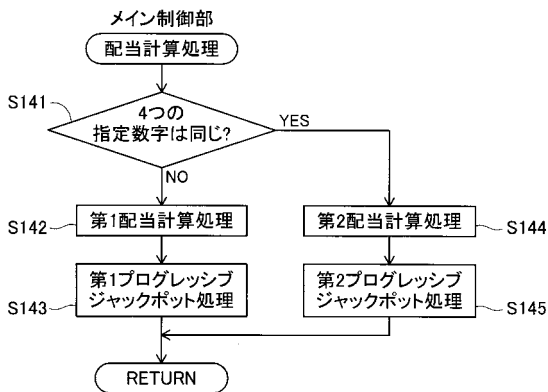 メイン制御部
配当計算処理
S141
4つの
指定数字は同じ?
YES
NO
S142
第1配当計算処理
第2配当計算処理
S144
S143
第1プログレッシブ
ジャックポット処理
第2プログレッシブ
ジャックポット処理
S145
RETURN